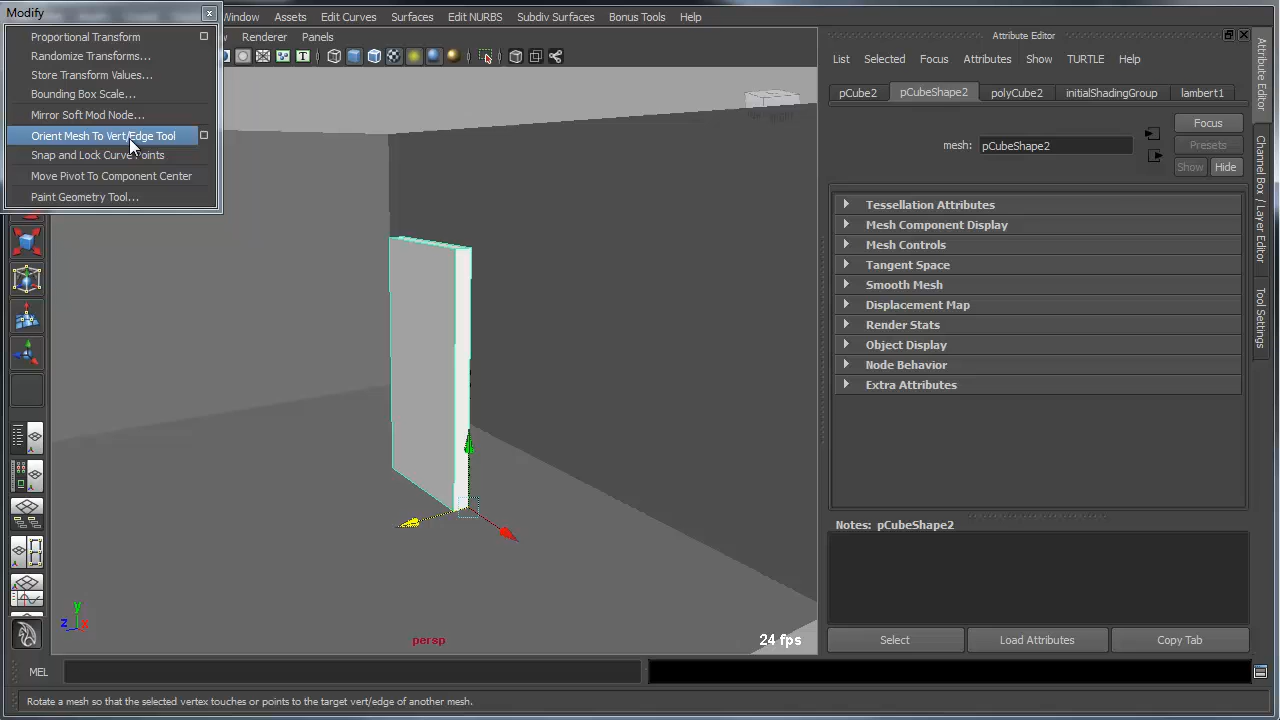 Modify
Window Assets Edit Curves Surfaces Edit NURBS Subdiv Surfaces Bonus Tools Help
Renderer Panels
Proportional Transform
Randomize Transforms...
Store Transform Values...
Bounding Box Scale...
Mirror Soft Mod Node...
Orient Mesh To Vert/Edge Tool
Snap and Lock Curve Points
Move Pivot To Component Center
Paint Geometry Tool...
T
y
z x
persp
24 fps
Attribute Editor
List Selected Focus Attributes Show TURTLE Help
pCube2 pCubeShape2 polyCube2 initialShadingGroup lambert1
mesh: pCubeShape2
Focus
Presets
Show Hide
Tessellation Attributes
Mesh Component Display
Mesh Controls
Tangent Space
Smooth Mesh
Displacement Map
Render Stats
Object Display
Node Behavior
Extra Attributes
Notes: pCubeShape2
Select Load Attributes Copy Tab
Attribute Editor
Channel Box / Layer Editor
Tool Settings
MEL
Rotate a mesh so that the selected vertex touches or points to the target vert/edge of another mesh.